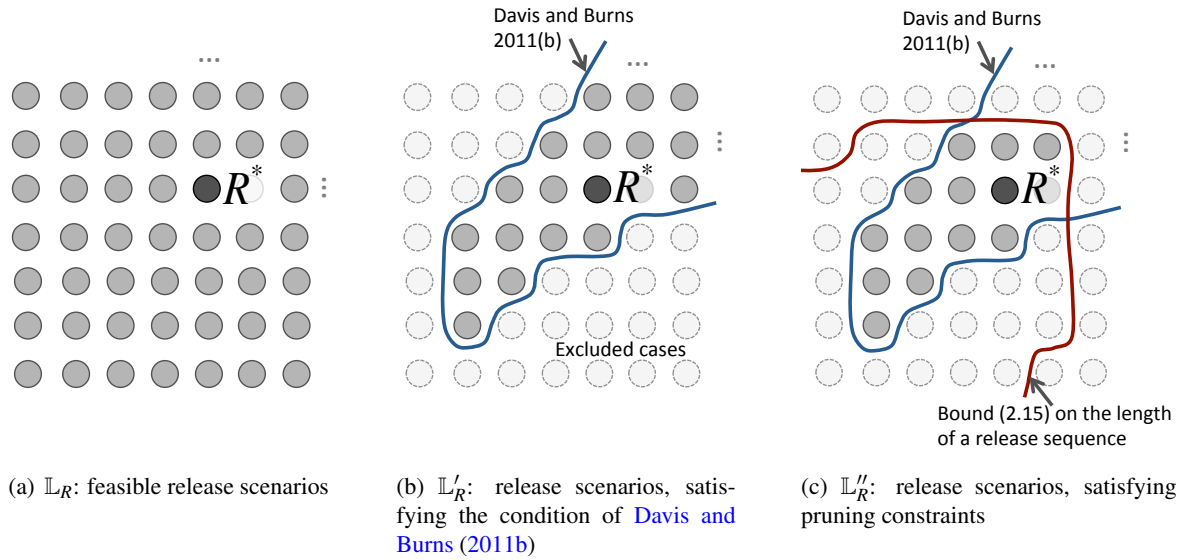 ...
R*
⋮
(a) 𝕃_R: feasible release scenarios
Davis and Burns
2011(b)
...
⋮
R*
Excluded cases
(b) 𝕃′_R: release scenarios, satis-
fying the condition of Davis and
Burns (2011b)
Davis and Burns
2011(b)
...
⋮
R*
Bound (2.15) on the length
of a release sequence
(c) 𝕃″_R: release scenarios, satisfying
pruning constraints